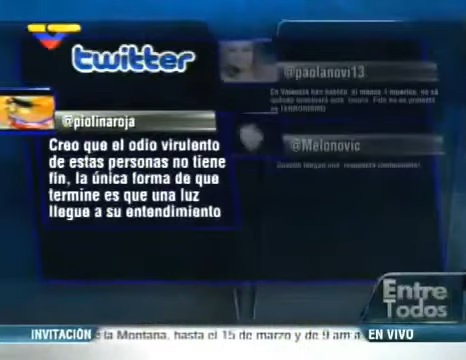 twitter
@piolinaroja
Creo que el odio virulento
de estas personas no tiene
fin, la única forma de que
termine es que una luz
llegue a su entendimiento
@paolanovi13
@Melonovic
Entre
Todos
INVITACIÓN la Montana, hasta el 15 de marzo y de 9 am a EN VIVO